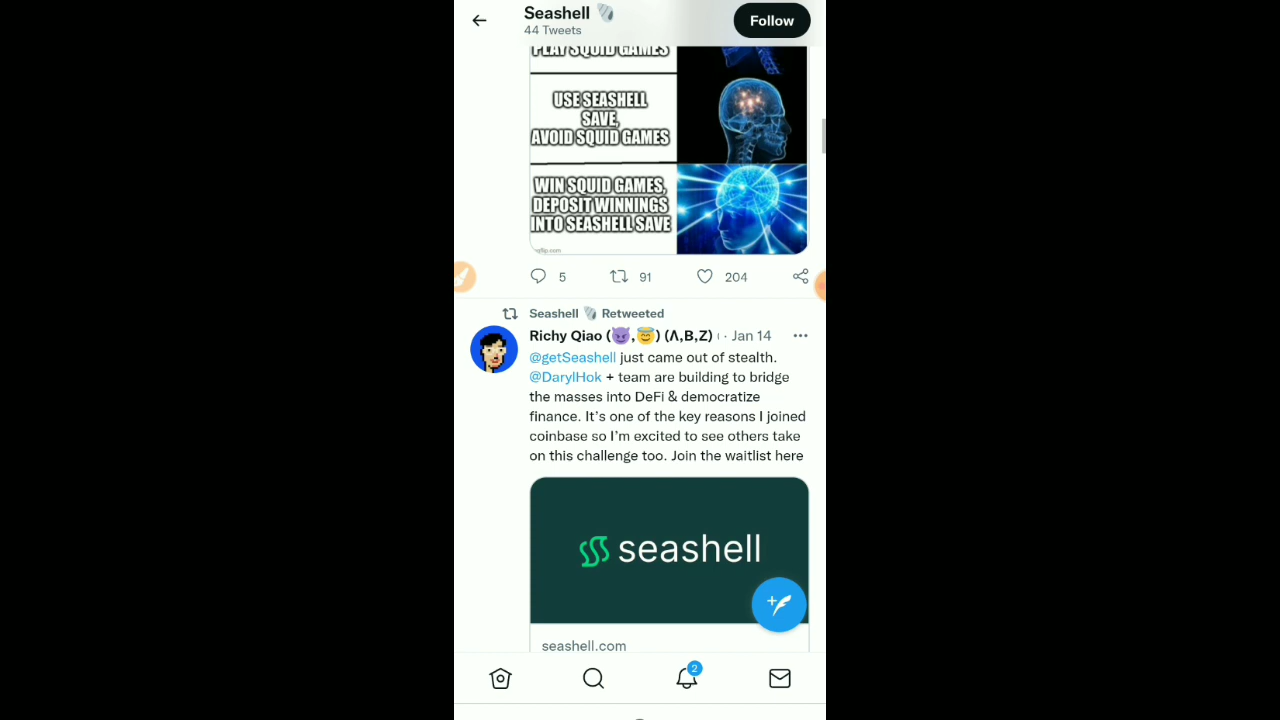 Seashell 🐚
44 Tweets
Follow
PLAY SQUID GAMES
USE SEASHELL
SAVE,
AVOID SQUID GAMES
WIN SQUID GAMES,
DEPOSIT WINNINGS
INTO SEASHELL SAVE
imgflip.com
5 91 204
Seashell 🐚 Retweeted
Richy Qiao (😈,😇) (Λ,B,Z) · Jan 14
@getSeashell just came out of stealth.
@DarylHok + team are building to bridge
the masses into DeFi & democratize
finance. It's one of the key reasons I joined
coinbase so I'm excited to see others take
on this challenge too. Join the waitlist here
seashell
seashell.com
2